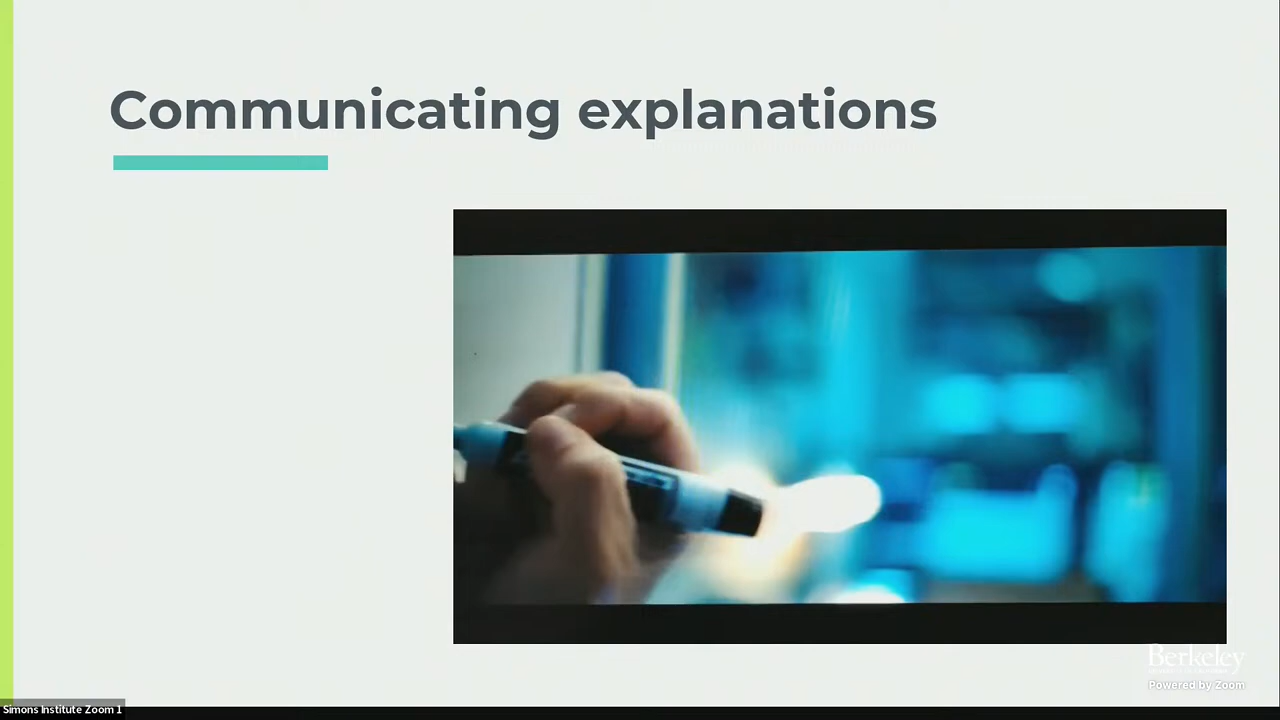 Communicating explanations
Berkeley
Powered by Zoom
Simons Institute Zoom 1